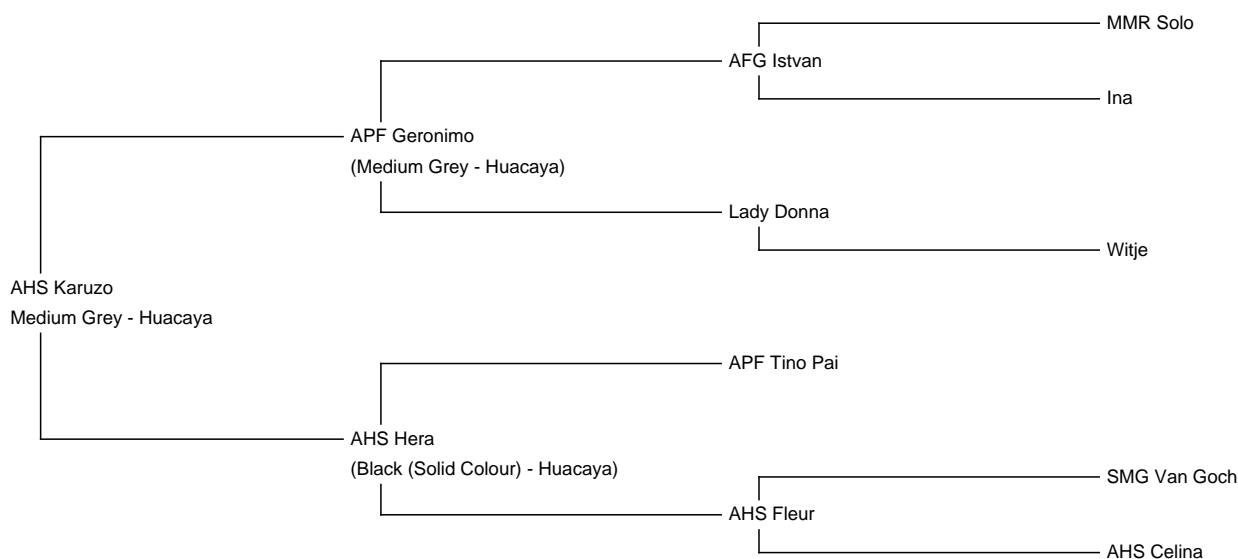 MMR Solo
AFG Istvan
Ina
APF Geronimo
(Medium Grey - Huacaya)
Lady Donna
Witje
AHS Karuzo
Medium Grey - Huacaya
APF Tino Pai
AHS Hera
(Black (Solid Colour) - Huacaya)
SMG Van Goch
AHS Fleur
AHS Celina